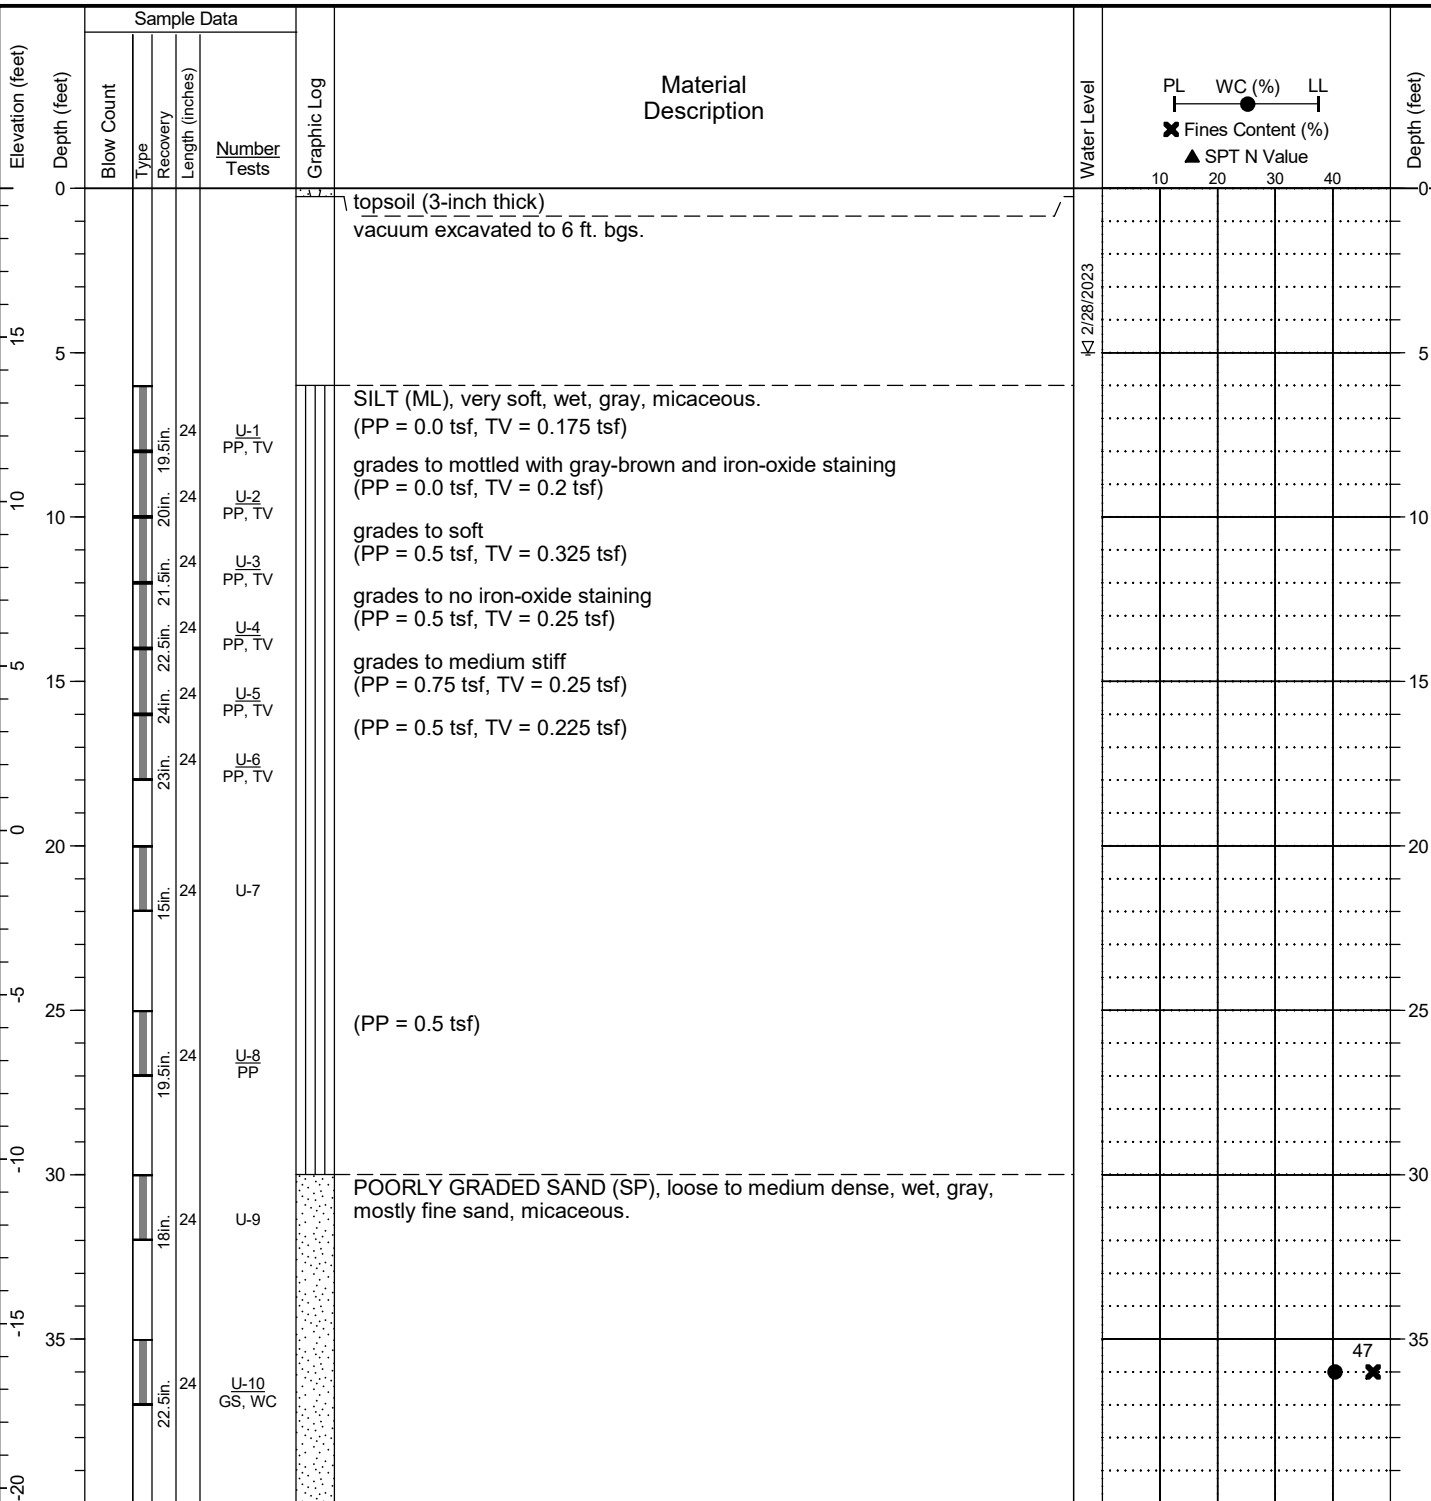 Sample Data
Elevation (feet)
Depth (feet)
Blow Count
Type
Recovery
Length (inches)
Number
Tests
Graphic Log
Material
Description
Water Level
PL WC (%) LL
Fines Content (%)
SPT N Value
10 20 30 40
Depth (feet)
0 0
topsoil (3-inch thick)
vacuum excavated to 6 ft. bgs.
2/28/2023
15
5 5
SILT (ML), very soft, wet, gray, micaceous.
19.5in. 24 U-1
PP, TV
(PP = 0.0 tsf, TV = 0.175 tsf)
grades to mottled with gray-brown and iron-oxide staining
10
20in. 24 U-2
PP, TV
(PP = 0.0 tsf, TV = 0.2 tsf)
10 10
grades to soft
21.5in. 24 U-3
PP, TV
(PP = 0.5 tsf, TV = 0.325 tsf)
grades to no iron-oxide staining
22.5in. 24 U-4
PP, TV
(PP = 0.5 tsf, TV = 0.25 tsf)
5
grades to medium stiff
15 15
24in. 24 U-5
PP, TV
(PP = 0.75 tsf, TV = 0.25 tsf)
(PP = 0.5 tsf, TV = 0.225 tsf)
23in. 24 U-6
PP, TV
0
20 20
15in. 24 U-7
-5
25 25
(PP = 0.5 tsf)
19.5in. 24 U-8
PP
-10
30 30
POORLY GRADED SAND (SP), loose to medium dense, wet, gray,
mostly fine sand, micaceous.
18in. 24 U-9
-15
35 35
47
22.5in. 24 U-10
GS, WC
-20